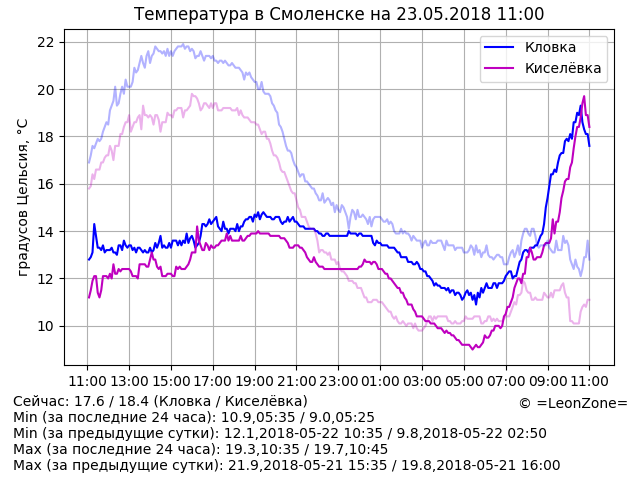 Температура в Смоленске на 23.05.2018 11:00
Кловка
Киселёвка
градусов Цельсия, °C
22
20
18
16
14
12
10
11:00 13:00 15:00 17:00 19:00 21:00 23:00 01:00 03:00 05:00 07:00 09:00 11:00
Сейчас: 17.6 / 18.4 (Кловка / Киселёвка)
© =LeonZone=
Min (за последние 24 часа): 10.9,05:35 / 9.0,05:25
Min (за предыдущие сутки): 12.1,2018-05-22 10:35 / 9.8,2018-05-22 02:50
Max (за последние 24 часа): 19.3,10:35 / 19.7,10:45
Max (за предыдущие сутки): 21.9,2018-05-21 15:35 / 19.8,2018-05-21 16:00